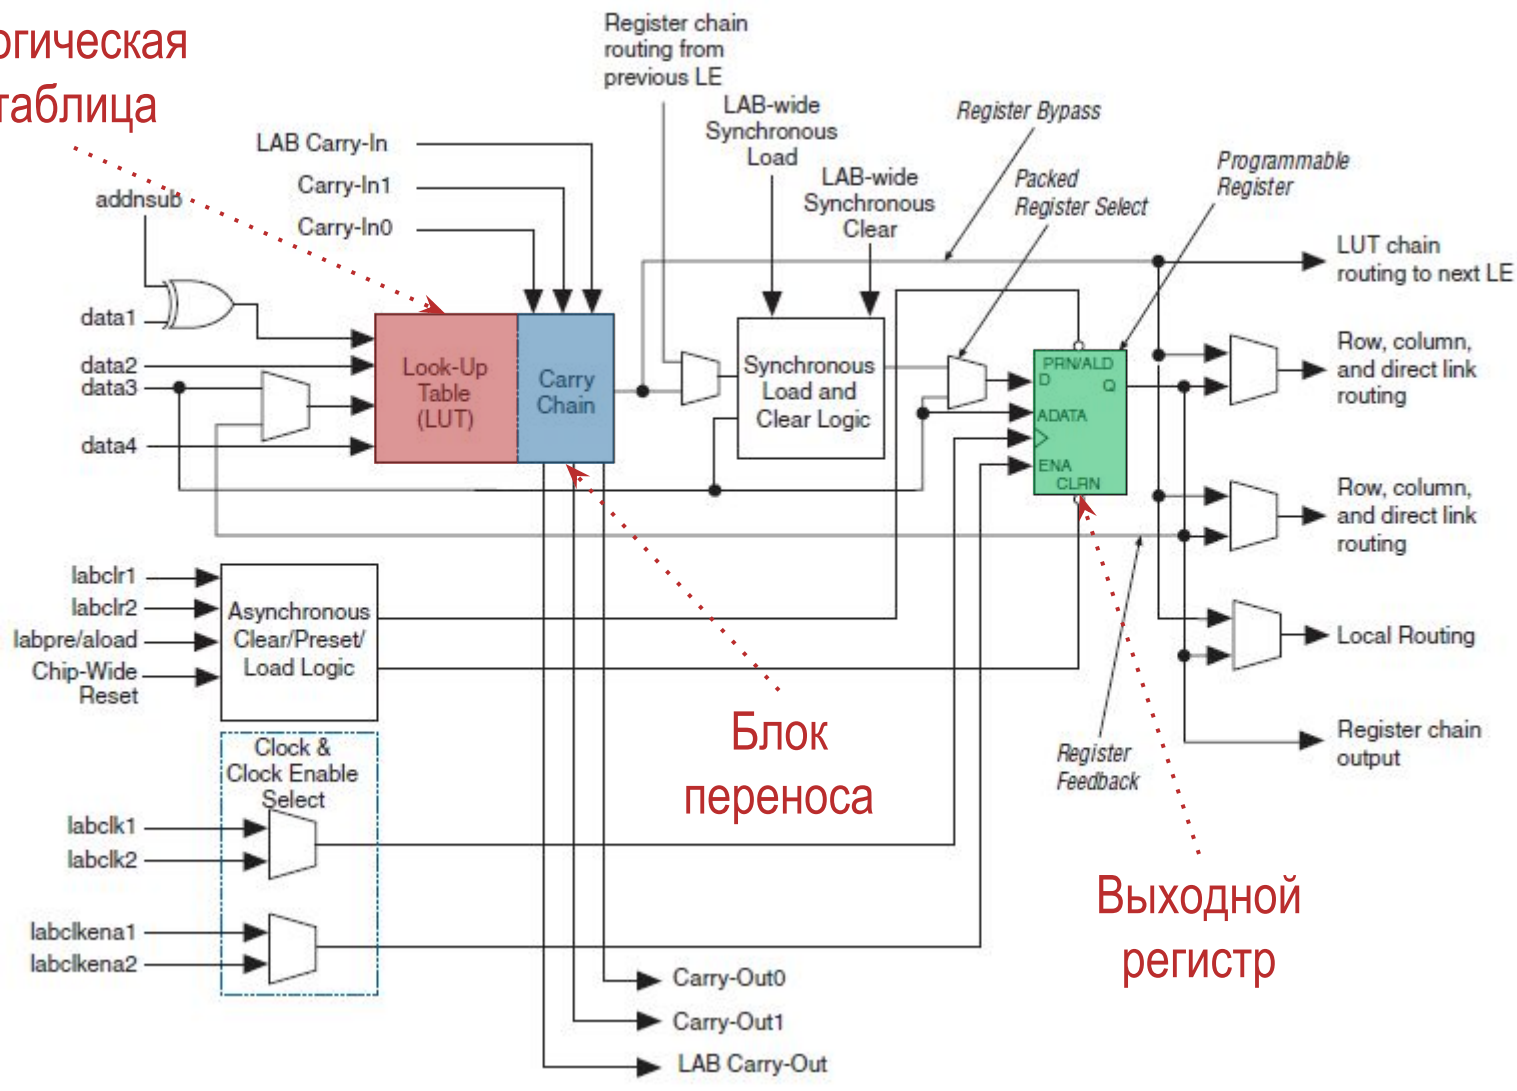 огическая
таблица
Register chain
routing from
previous LE
LAB-wide
Synchronous
Load
LAB-wide
Synchronous
Clear
Register Bypass
Packed
Register Select
Programmable
Register
LAB Carry-In
Carry-In1
Carry-In0
addnsub
data1
data2
data3
data4
Look-Up
Table
(LUT)
Carry
Chain
Synchronous
Load and
Clear Logic
PRN/ALD
D
Q
ADATA
ENA
CLRN
LUT chain
routing to next LE
Row, column,
and direct link
routing
Row, column,
and direct link
routing
Local Routing
Register chain
output
Register
Feedback
labclr1
labclr2
labpre/aload
Chip-Wide
Reset
Asynchronous
Clear/Preset/
Load Logic
Clock &
Clock Enable
Select
labclk1
labclk2
labclkena1
labclkena2
Блок
переноса
Выходной
регистр
Carry-Out0
Carry-Out1
LAB Carry-Out